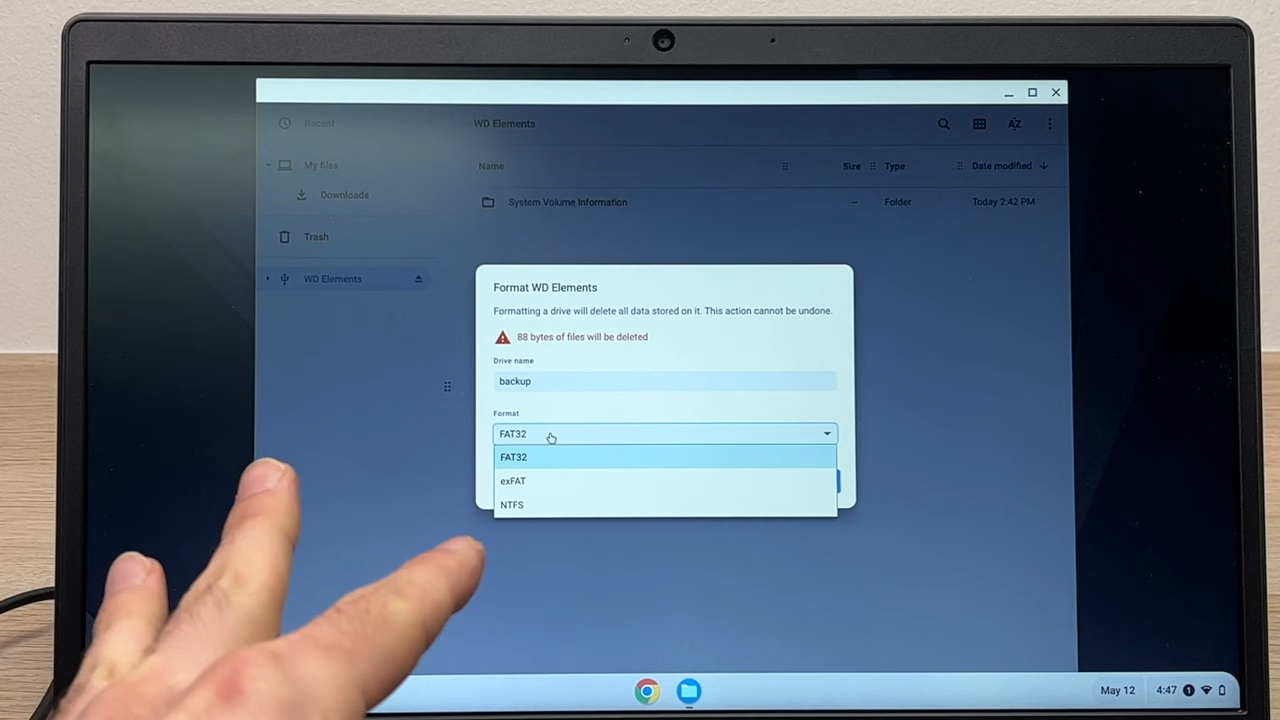 Recent
WD Elements
AZ
My files
Name
Size
Type
Date modified
Downloads
System Volume Information
--
Folder
Today 2:42 PM
Trash
WD Elements
Format WD Elements
Formatting a drive will delete all data stored on it. This action cannot be undone.
88 bytes of files will be deleted
Drive name
backup
Format
FAT32
FAT32
exFAT
NTFS
May 12
4:47
1